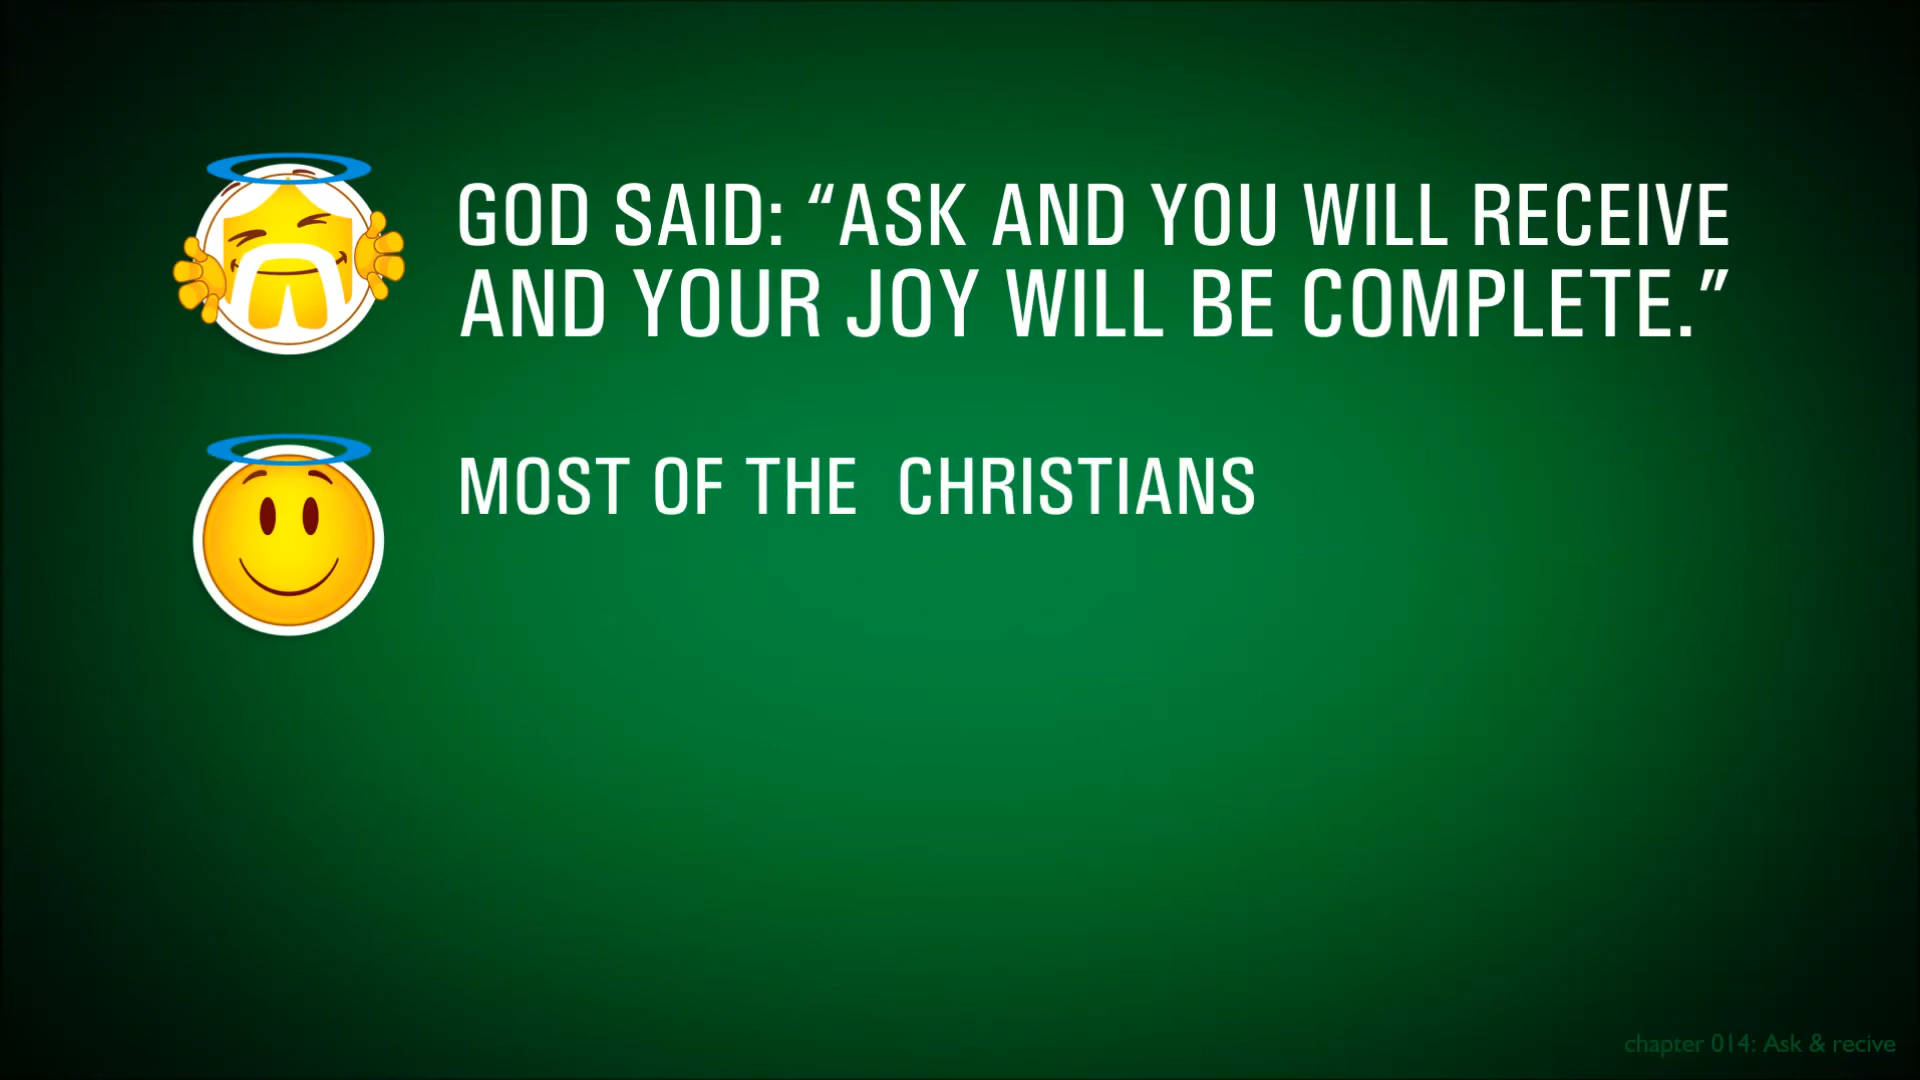 GOD SAID: “ASK AND YOU WILL RECEIVE
AND YOUR JOY WILL BE COMPLETE.”
MOST OF THE CHRISTIANS
chapter 014: Ask & recive